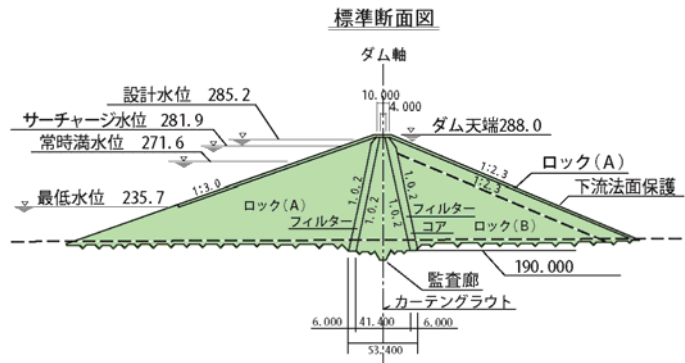 標準断面図
ダム軸
設計水位 285.2
10.000
4.000
サーチャージ水位 281.9
ダム天端288.0
常時満水位 271.6
ロック(A)
1:2.3
1:2.3
下流法面保護
1:3.0
最低水位 235.7
ロック(A)
1:0.2
1:0.2
1:0.2
1:0.2
フィルター
フィルター
コア
ロック(B)
190.000
監査廊
カーテングラウト
6.000
41.400
6.000
53.400